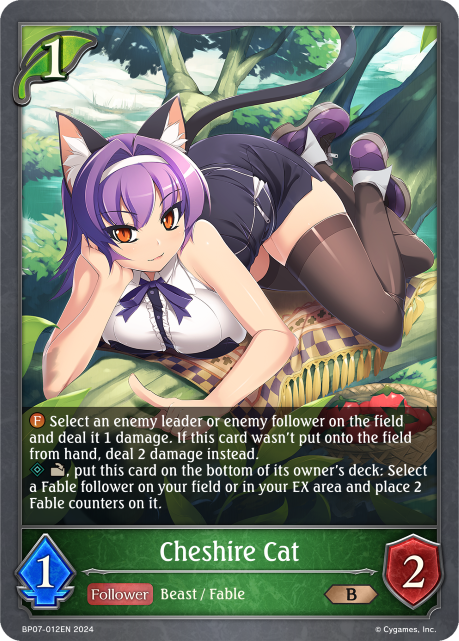 1
F Select an enemy leader or enemy follower on the field
and deal it 1 damage. If this card wasn't put onto the field
from hand, deal 2 damage instead.
, put this card on the bottom of its owner's deck: Select
a Fable follower on your field or in your EX area and place 2
Fable counters on it.
Cheshire Cat
1
Follower Beast / Fable
B
2
BP07-012EN 2024
© Cygames, Inc.